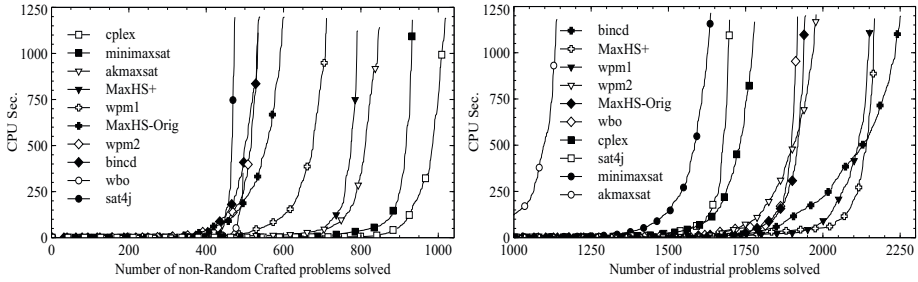 1250
1000
750
500
250
0
CPU Sec.
cplex
minimaxsat
akmaxsat
MaxHS+
wpm1
MaxHS-Orig
wpm2
bincd
wbo
sat4j
0 200 400 600 800 1000
Number of non-Random Crafted problems solved
1250
1000
750
500
250
0
CPU Sec.
bincd
MaxHS+
wpm1
wpm2
MaxHS-Orig
wbo
cplex
sat4j
minimaxsat
akmaxsat
1000 1250 1500 1750 2000 2250
Number of industrial problems solved